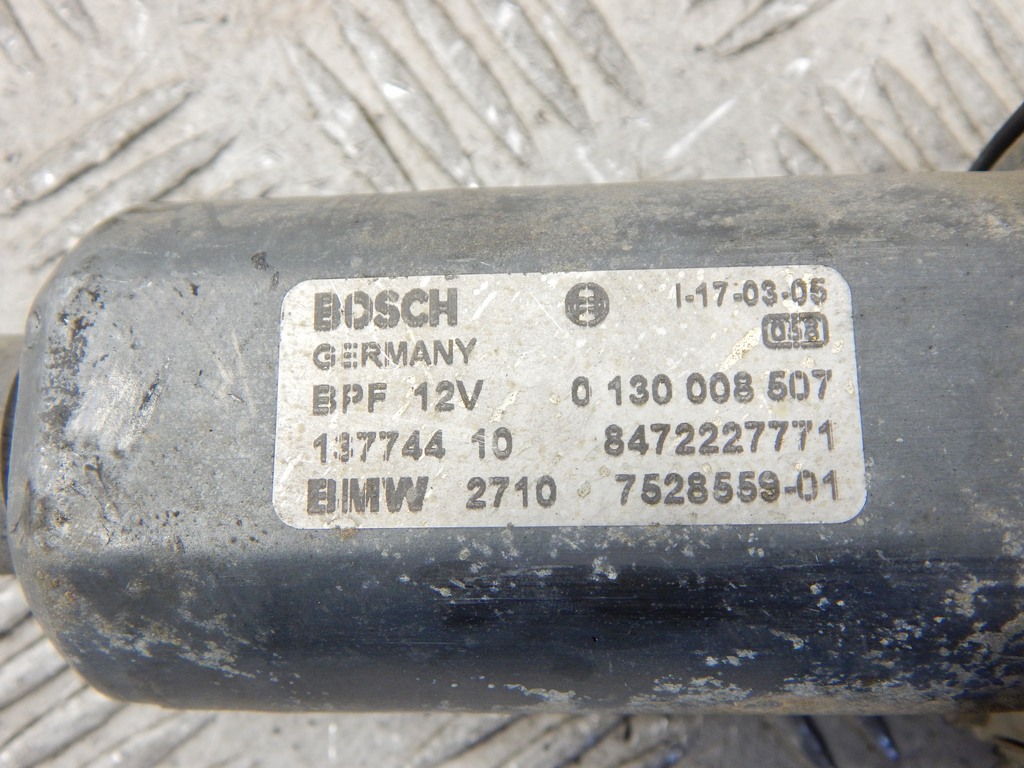 BOSCH I-17-03-05
GERMANY 058
BPF 12V 0 130 008 507
137744 10 8472227771
BMW 2710 7528559-01